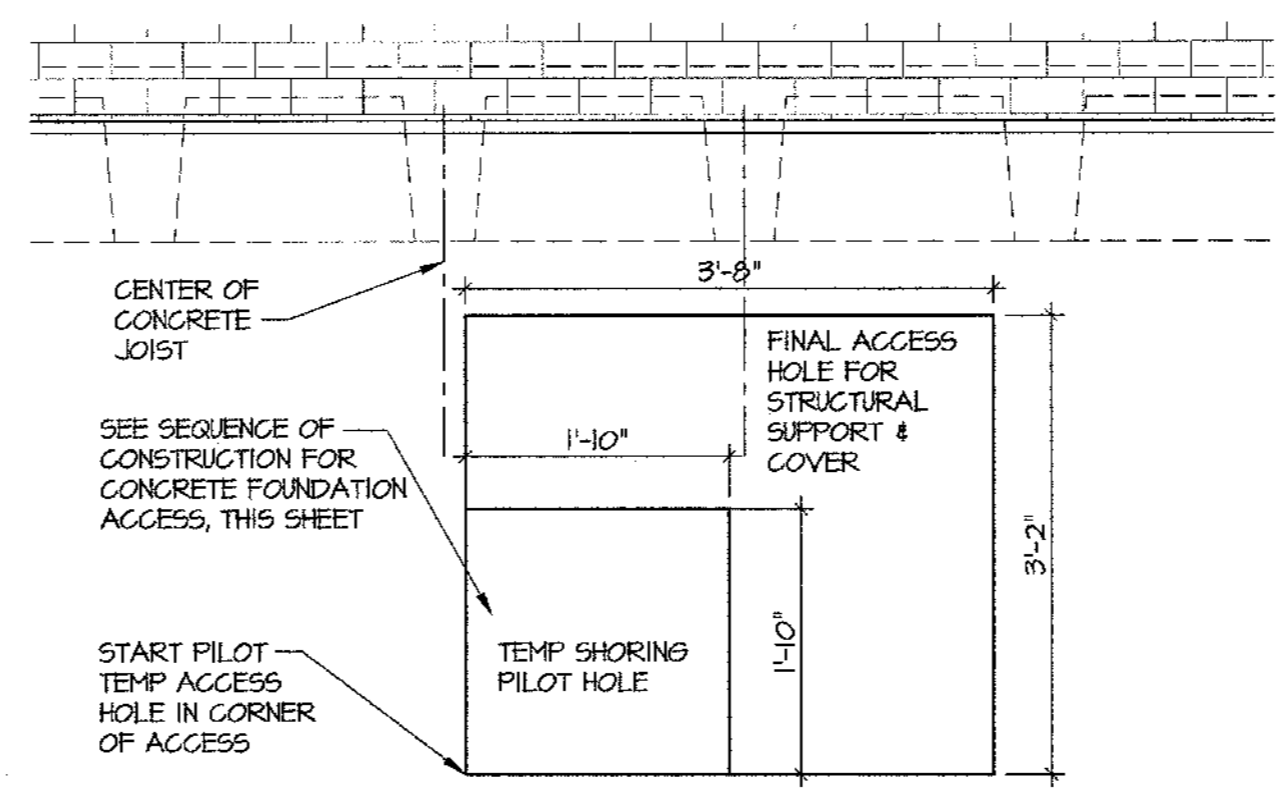 CENTER OF
CONCRETE
JOIST
3'-8"
FINAL ACCESS
HOLE FOR
STRUCTURAL
SUPPORT &
COVER
SEE SEQUENCE OF
CONSTRUCTION FOR
CONCRETE FOUNDATION
ACCESS, THIS SHEET
1'-10"
3'-2"
1'-10"
START PILOT
TEMP ACCESS
HOLE IN CORNER
OF ACCESS
TEMP SHORING
PILOT HOLE